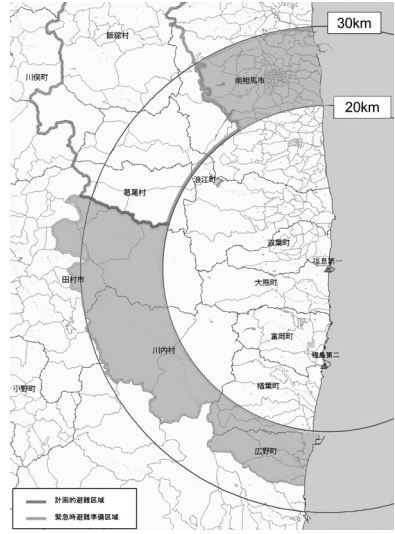 30km
飯舘村
川俣町
南相馬市
20km
浪江町
葛尾村
双葉町
福島第一
大熊町
田村市
富岡町
川内村
福島第二
楢葉町
小野町
広野町
計画的避難区域
緊急時避難準備区域